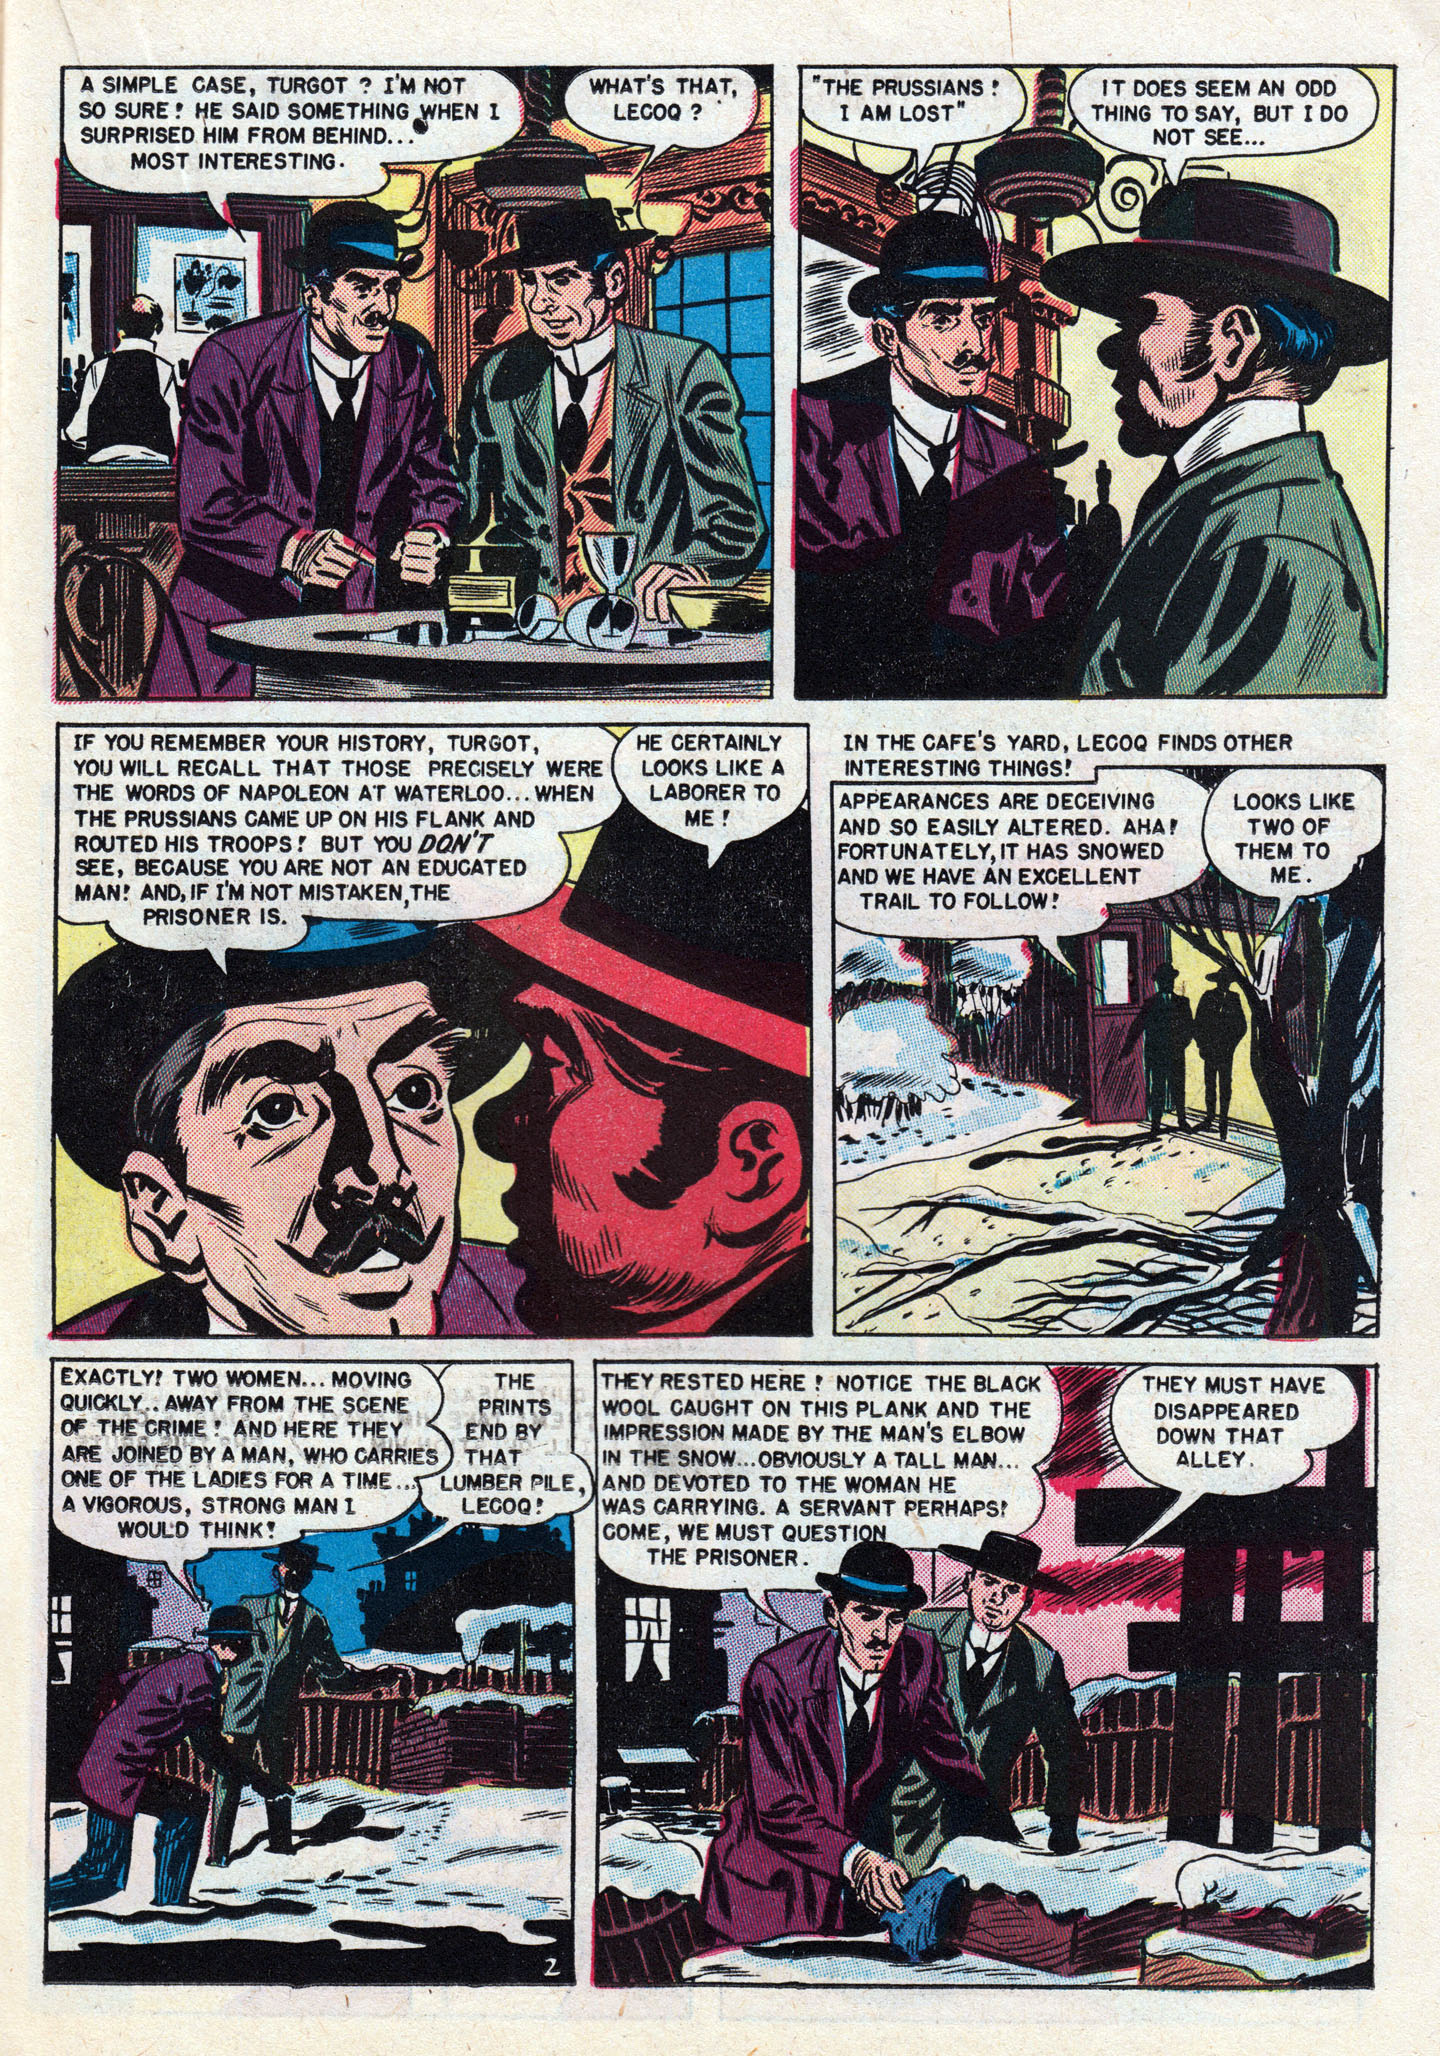 A SIMPLE CASE, TURGOT? I'M NOT
SO SURE! HE SAID SOMETHING WHEN I
SURPRISED HIM FROM BEHIND...
MOST INTERESTING.
WHAT'S THAT,
LECOQ?
"THE PRUSSIANS!
I AM LOST"
IT DOES SEEM AN ODD
THING TO SAY, BUT I DO
NOT SEE...
IF YOU REMEMBER YOUR HISTORY, TURGOT,
YOU WILL RECALL THAT THOSE PRECISELY WERE
THE WORDS OF NAPOLEON AT WATERLOO... WHEN
THE PRUSSIANS CAME UP ON HIS FLANK AND
ROUTED HIS TROOPS! BUT YOU DON'T
SEE, BECAUSE YOU ARE NOT AN EDUCATED
MAN! AND, IF I'M NOT MISTAKEN, THE
PRISONER IS.
HE CERTAINLY
LOOKS LIKE A
LABORER TO
ME!
IN THE CAFE'S YARD, LECOQ FINDS OTHER
INTERESTING THINGS!
APPEARANCES ARE DECEIVING
AND SO EASILY ALTERED. AHA!
FORTUNATELY, IT HAS SNOWED
AND WE HAVE AN EXCELLENT
TRAIL TO FOLLOW!
LOOKS LIKE
TWO OF
THEM TO
ME.
EXACTLY! TWO WOMEN... MOVING
QUICKLY.. AWAY FROM THE SCENE
OF THE CRIME! AND HERE THEY
ARE JOINED BY A MAN, WHO CARRIES
ONE OF THE LADIES FOR A TIME...
A VIGOROUS, STRONG MAN I
WOULD THINK!
THE
PRINTS
END BY
THAT
LUMBER PILE,
LECOQ!
2
THEY RESTED HERE! NOTICE THE BLACK
WOOL CAUGHT ON THIS PLANK AND THE
IMPRESSION MADE BY THE MAN'S ELBOW
IN THE SNOW... OBVIOUSLY A TALL MAN...
AND DEVOTED TO THE WOMAN HE
WAS CARRYING. A SERVANT PERHAPS!
COME, WE MUST QUESTION
THE PRISONER.
THEY MUST HAVE
DISAPPEARED
DOWN THAT
ALLEY.